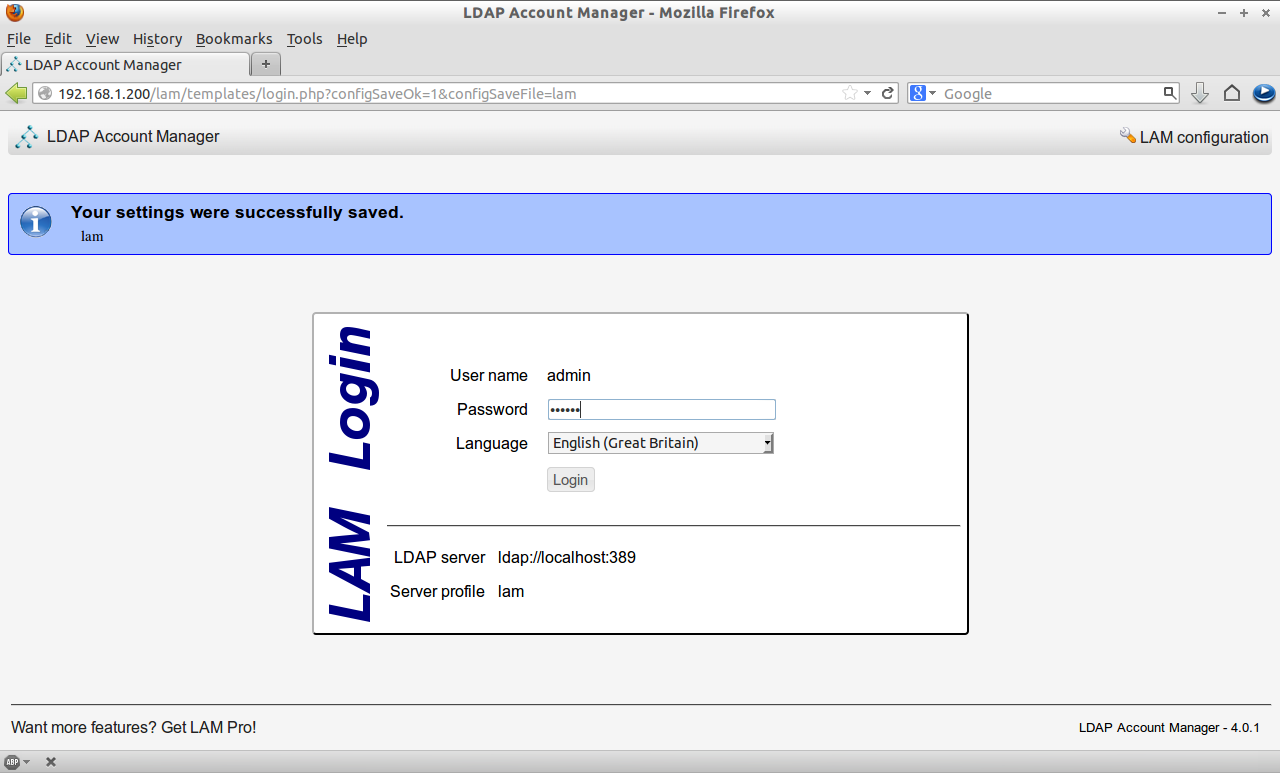 LDAP Account Manager - Mozilla Firefox
File Edit View History Bookmarks Tools Help
LDAP Account Manager
192.168.1.200/lam/templates/login.php?configSaveOk=1&configSaveFile=lam
Google
LDAP Account Manager
LAM configuration
Your settings were successfully saved.
lam
LAM Login
User name admin
Password ••••••
Language English (Great Britain)
Login
LDAP server ldap://localhost:389
Server profile lam
Want more features? Get LAM Pro!
LDAP Account Manager - 4.0.1
ABP